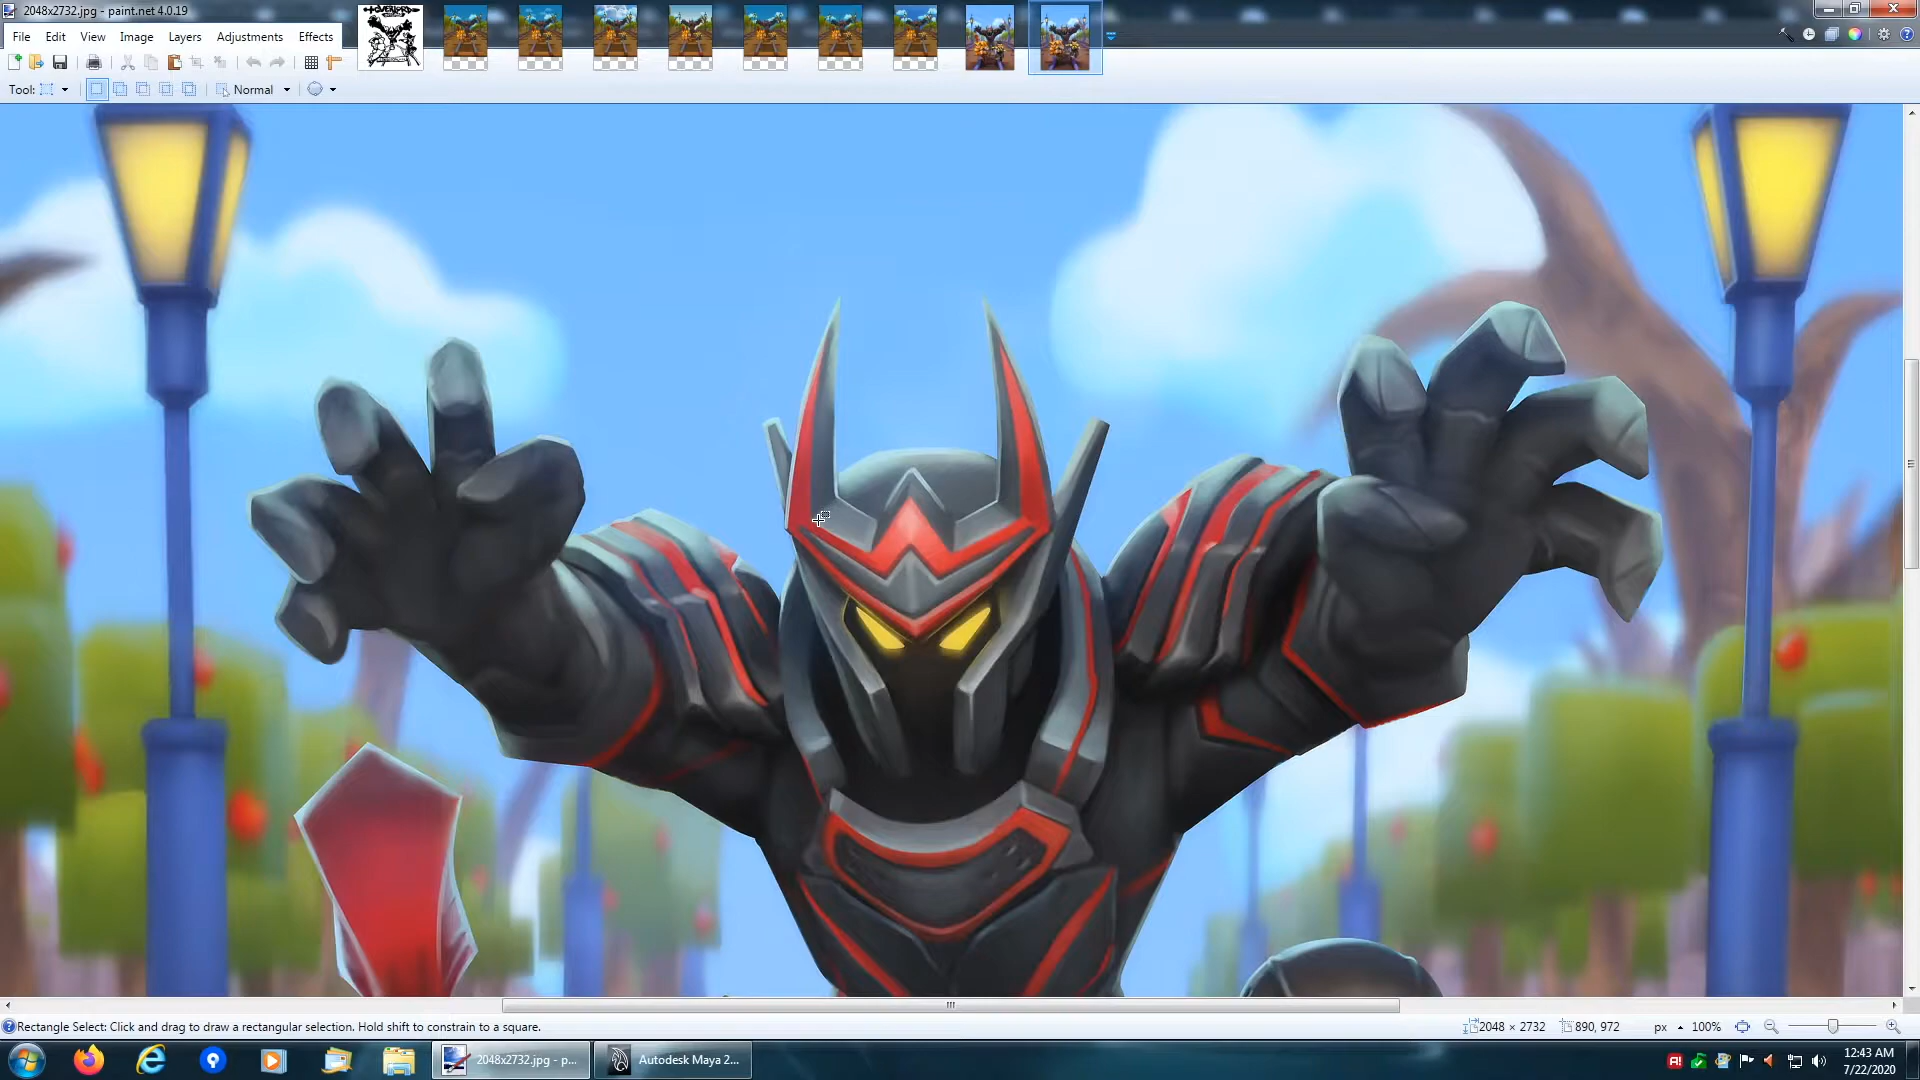 2048x2732.jpg - paint.net 4.0.19
File Edit View Image Layers Adjustments Effects
Tool: Normal
Rectangle Select: Click and drag to draw a rectangular selection. Hold shift to constrain to a square.
2048 × 2732 890, 972 px 100%
2048x2732.jpg - p... Autodesk Maya 2...
12:43 AM
7/22/2020